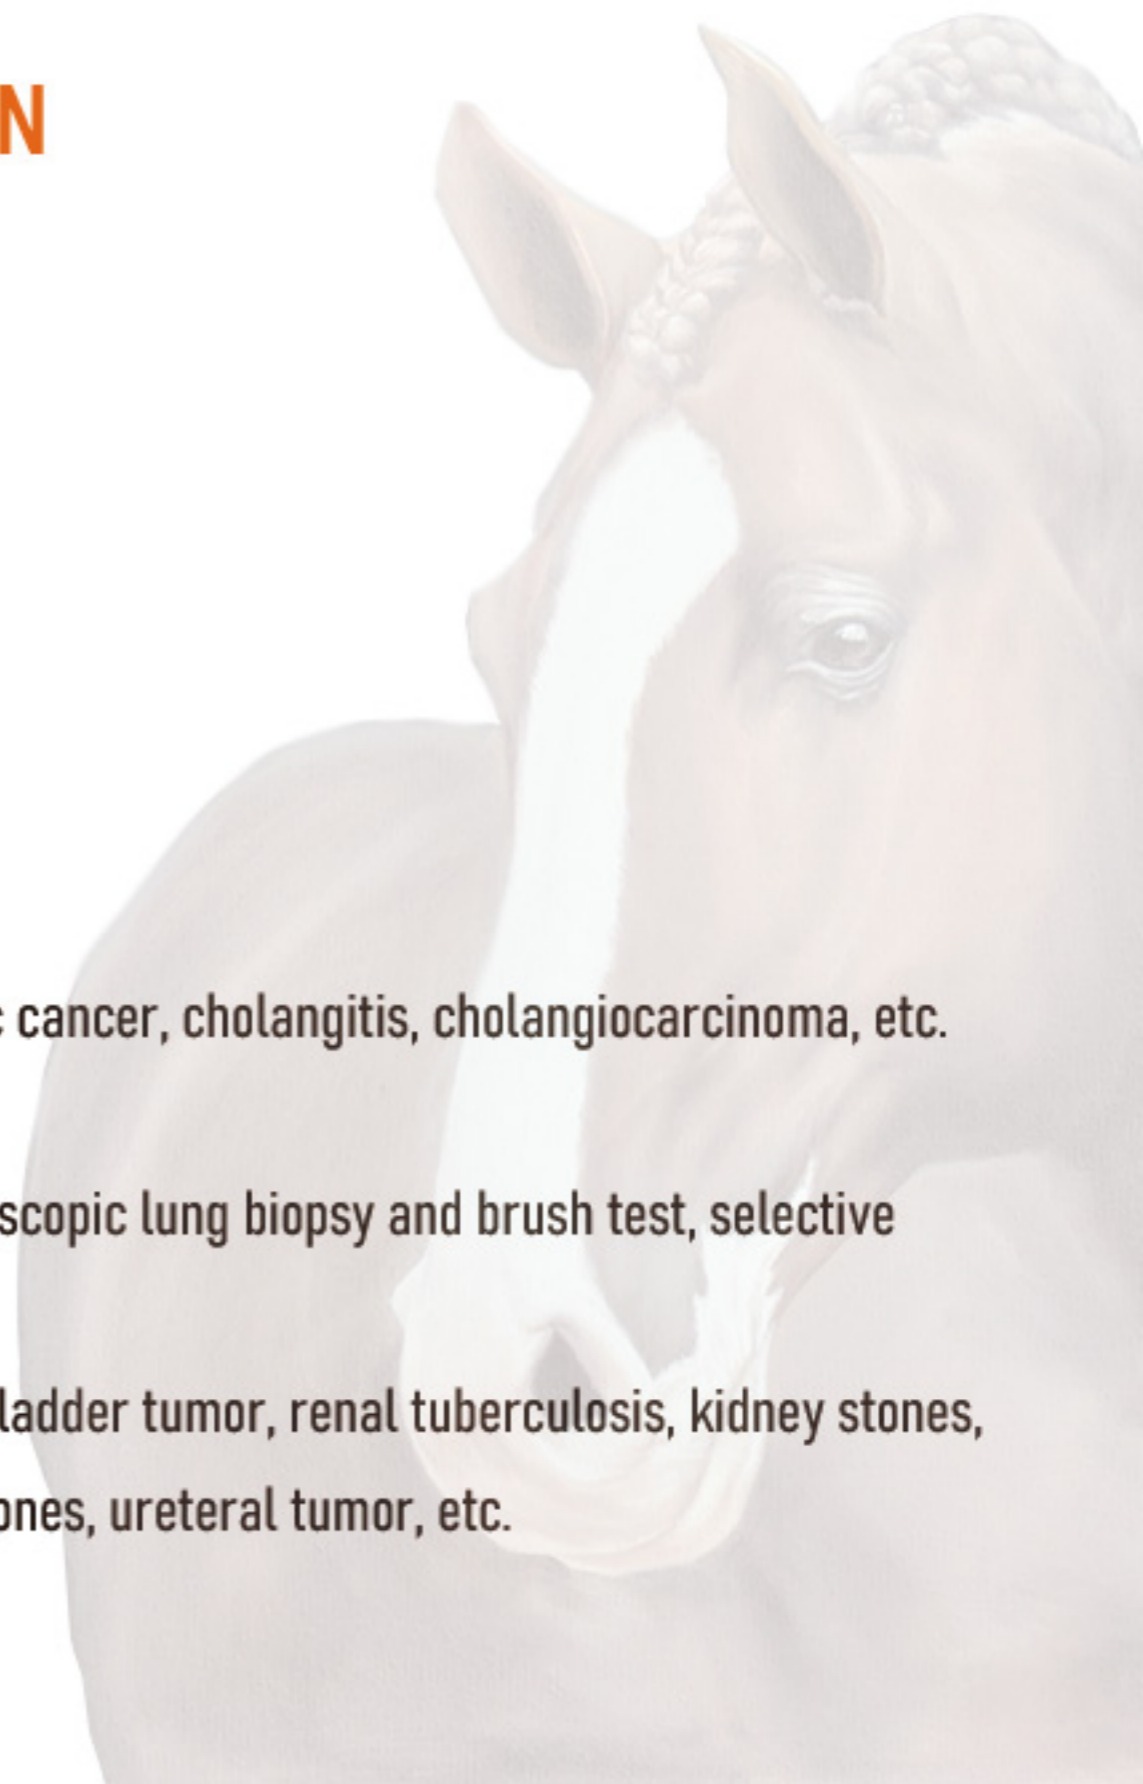 N
c cancer, cholangitis, cholangiocarcinoma, etc.
scopic lung biopsy and brush test, selective
ladder tumor, renal tuberculosis, kidney stones,
ones, ureteral tumor, etc.